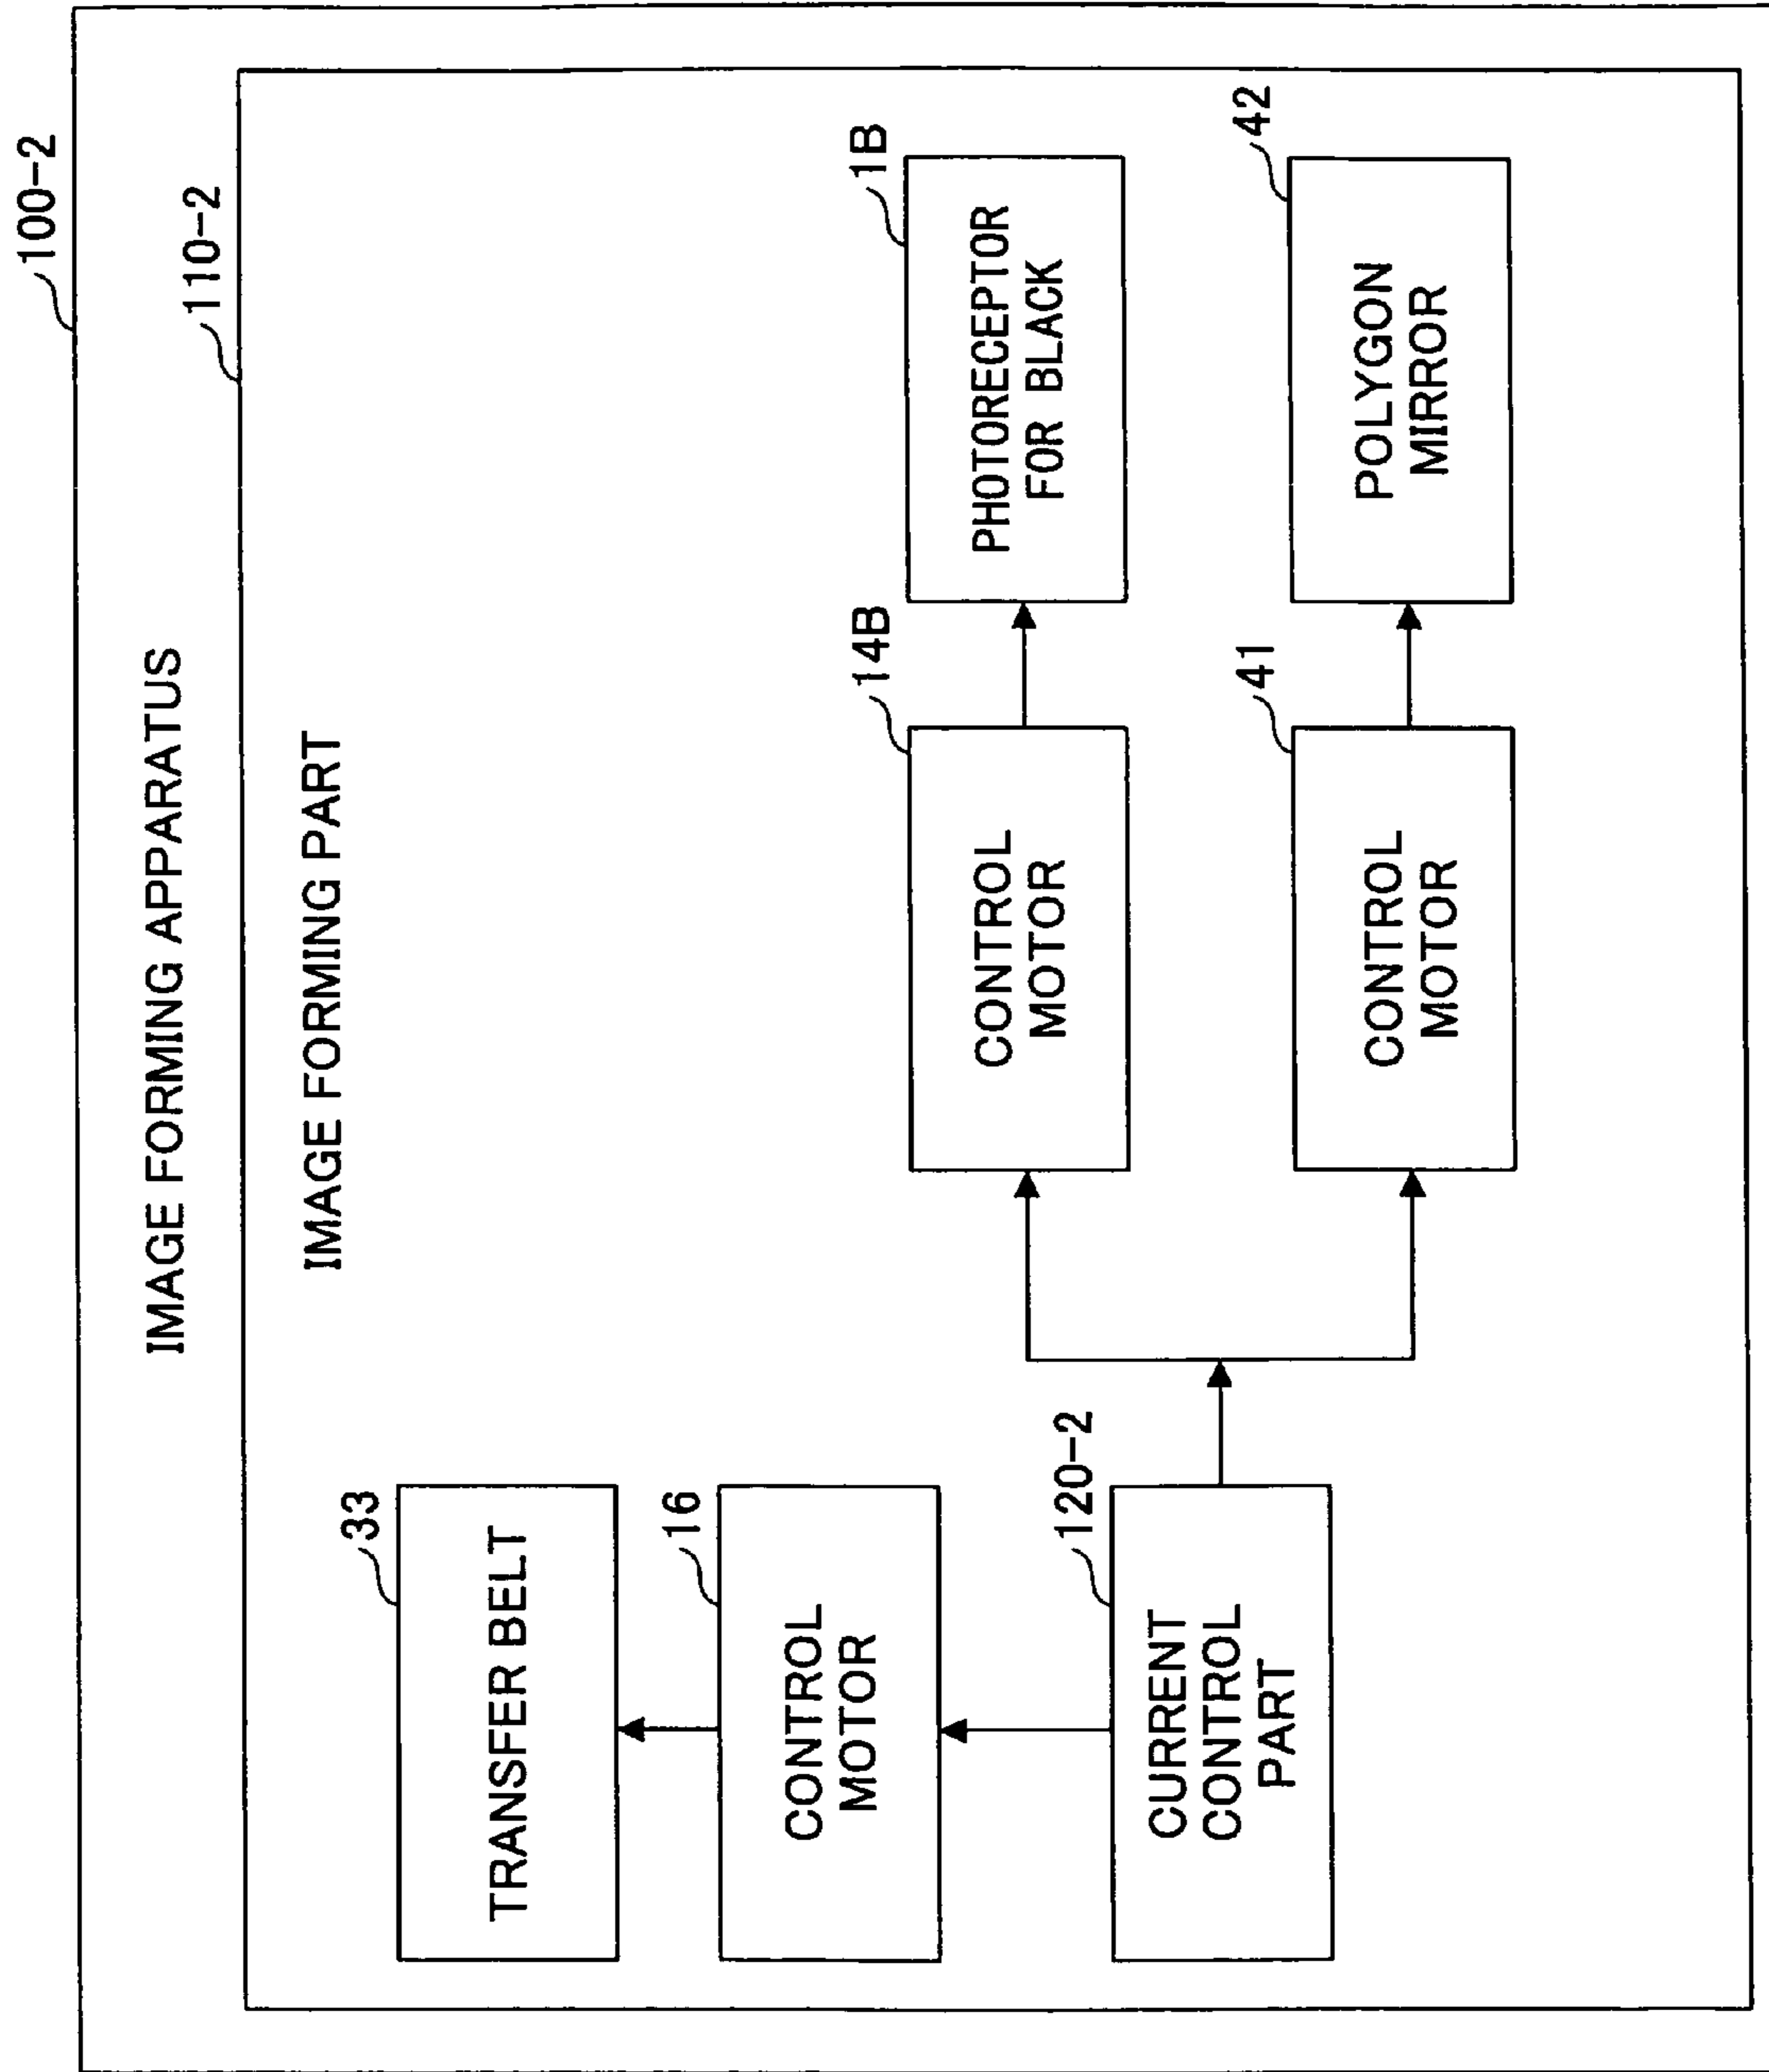 100-2
IMAGE FORMING APPARATUS
110-2
IMAGE FORMING PART
33
TRANSFER BELT
16
CONTROL
MOTOR
14B
CONTROL
MOTOR
1B
PHOTORECEPTOR
FOR BLACK
120-2
CURRENT
CONTROL
PART
41
CONTROL
MOTOR
42
POLYGON
MIRROR